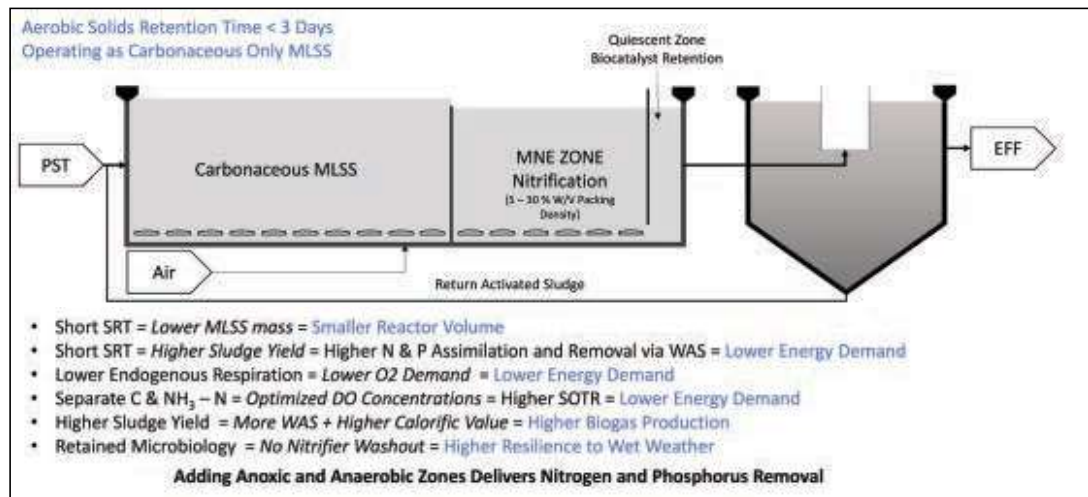 Aerobic Solids Retention Time < 3 Days
Operating as Carbonaceous Only MLSS
Quiescent Zone
Biocatalyst Retention
PST
Carbonaceous MLSS
MNE ZONE
Nitrification
(5 – 30 % W/V Packing
Density)
EFF
Air
Return Activated Sludge
• Short SRT = Lower MLSS mass = Smaller Reactor Volume
• Short SRT = Higher Sludge Yield = Higher N & P Assimilation and Removal via WAS = Lower Energy Demand
• Lower Endogenous Respiration = Lower O2 Demand = Lower Energy Demand
• Separate C & NH₃ – N = Optimized DO Concentrations = Higher SOTR = Lower Energy Demand
• Higher Sludge Yield = More WAS + Higher Calorific Value = Higher Biogas Production
• Retained Microbiology = No Nitrifier Washout = Higher Resilience to Wet Weather
Adding Anoxic and Anaerobic Zones Delivers Nitrogen and Phosphorus Removal